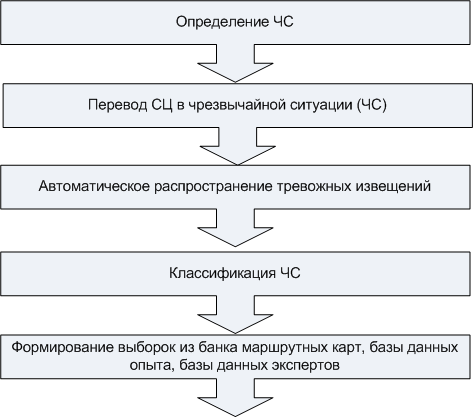 Определение ЧС
Перевод СЦ в чрезвычайной ситуации (ЧС)
Автоматическое распространение тревожных извещений
Классификация ЧС
Формирование выборок из банка маршрутных карт, базы данных
опыта, базы данных экспертов